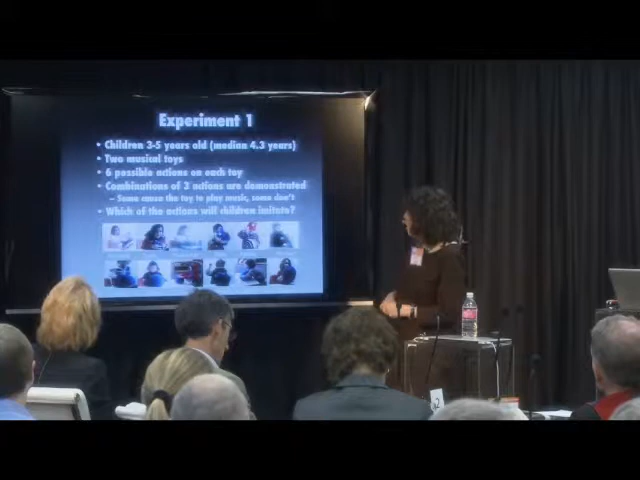 Experiment 1
• Children 3-5 years old (median 4.3 years)
• Two musical toys
• 6 possible actions on each toy
• Combinations of 3 actions are demonstrated
– Some cause the toy to play music, some don't
• Which of the actions will children imitate?